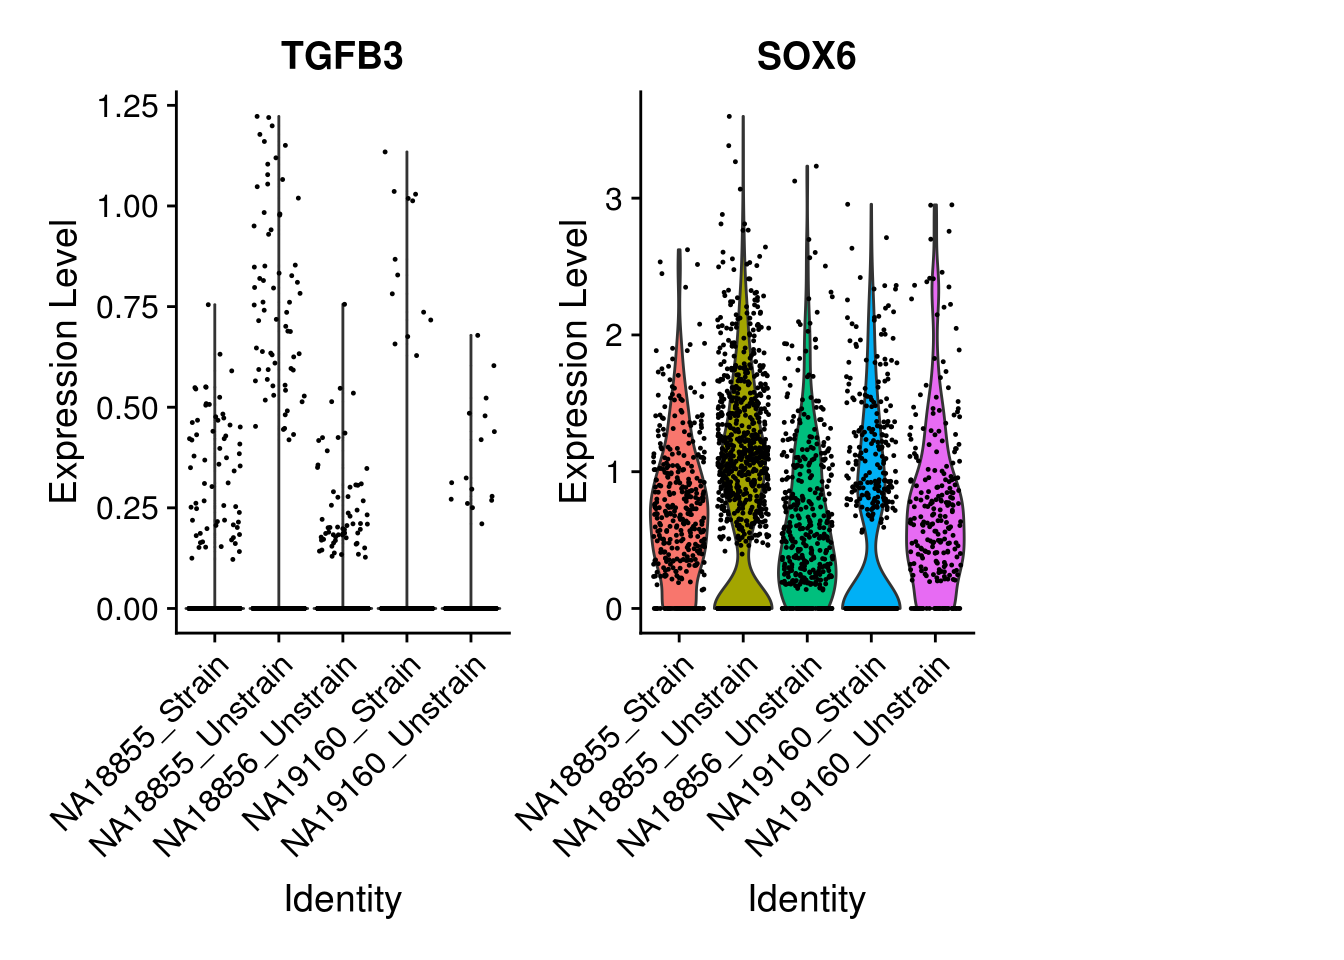 TGFB3
Expression Level
1.25
1.00
0.75
0.50
0.25
0.00
NA18855_Strain
NA18855_Unstrain
NA18856_Unstrain
NA19160_Strain
NA19160_Unstrain
Identity
SOX6
Expression Level
3
2
1
0
NA18855_Strain
NA18855_Unstrain
NA18856_Unstrain
NA19160_Strain
NA19160_Unstrain
Identity